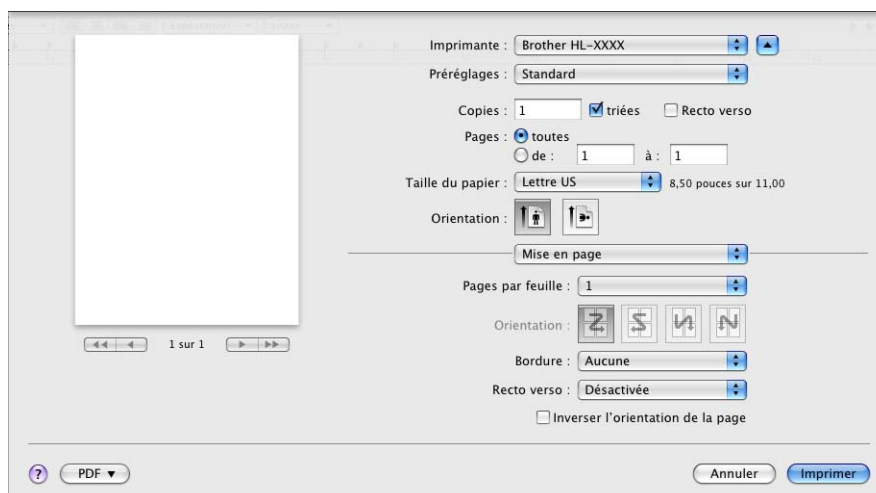 Imprimante : Brother HL-XXXX
Préréglages : Standard
Copies : 1 triées Recto verso
Pages : toutes
de : 1 à : 1
Taille du papier : Lettre US 8,50 pouces sur 11,00
Orientation :
Mise en page
Pages par feuille : 1
Orientation :
Bordure : Aucune
Recto verso : Désactivée
Inverser l'orientation de la page
1 sur 1
? PDF ▼ Annuler Imprimer